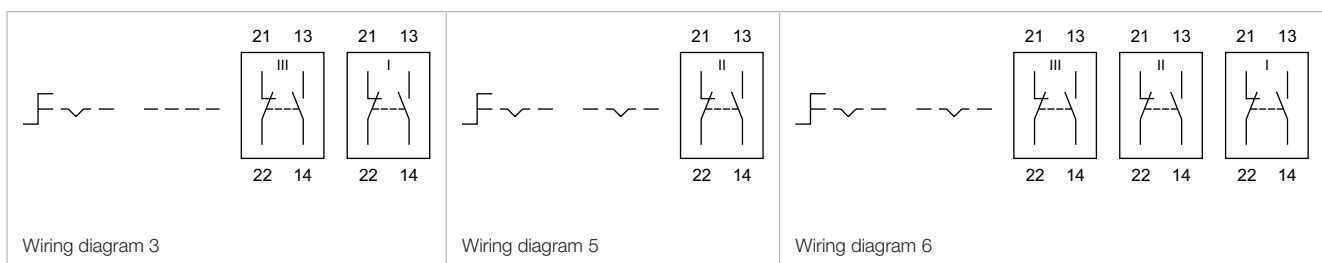 21 13 21 13
III I
22 14 22 14
Wiring diagram 3
21 13
II
22 14
Wiring diagram 5
21 13 21 13 21 13
III II I
22 14 22 14 22 14
Wiring diagram 6